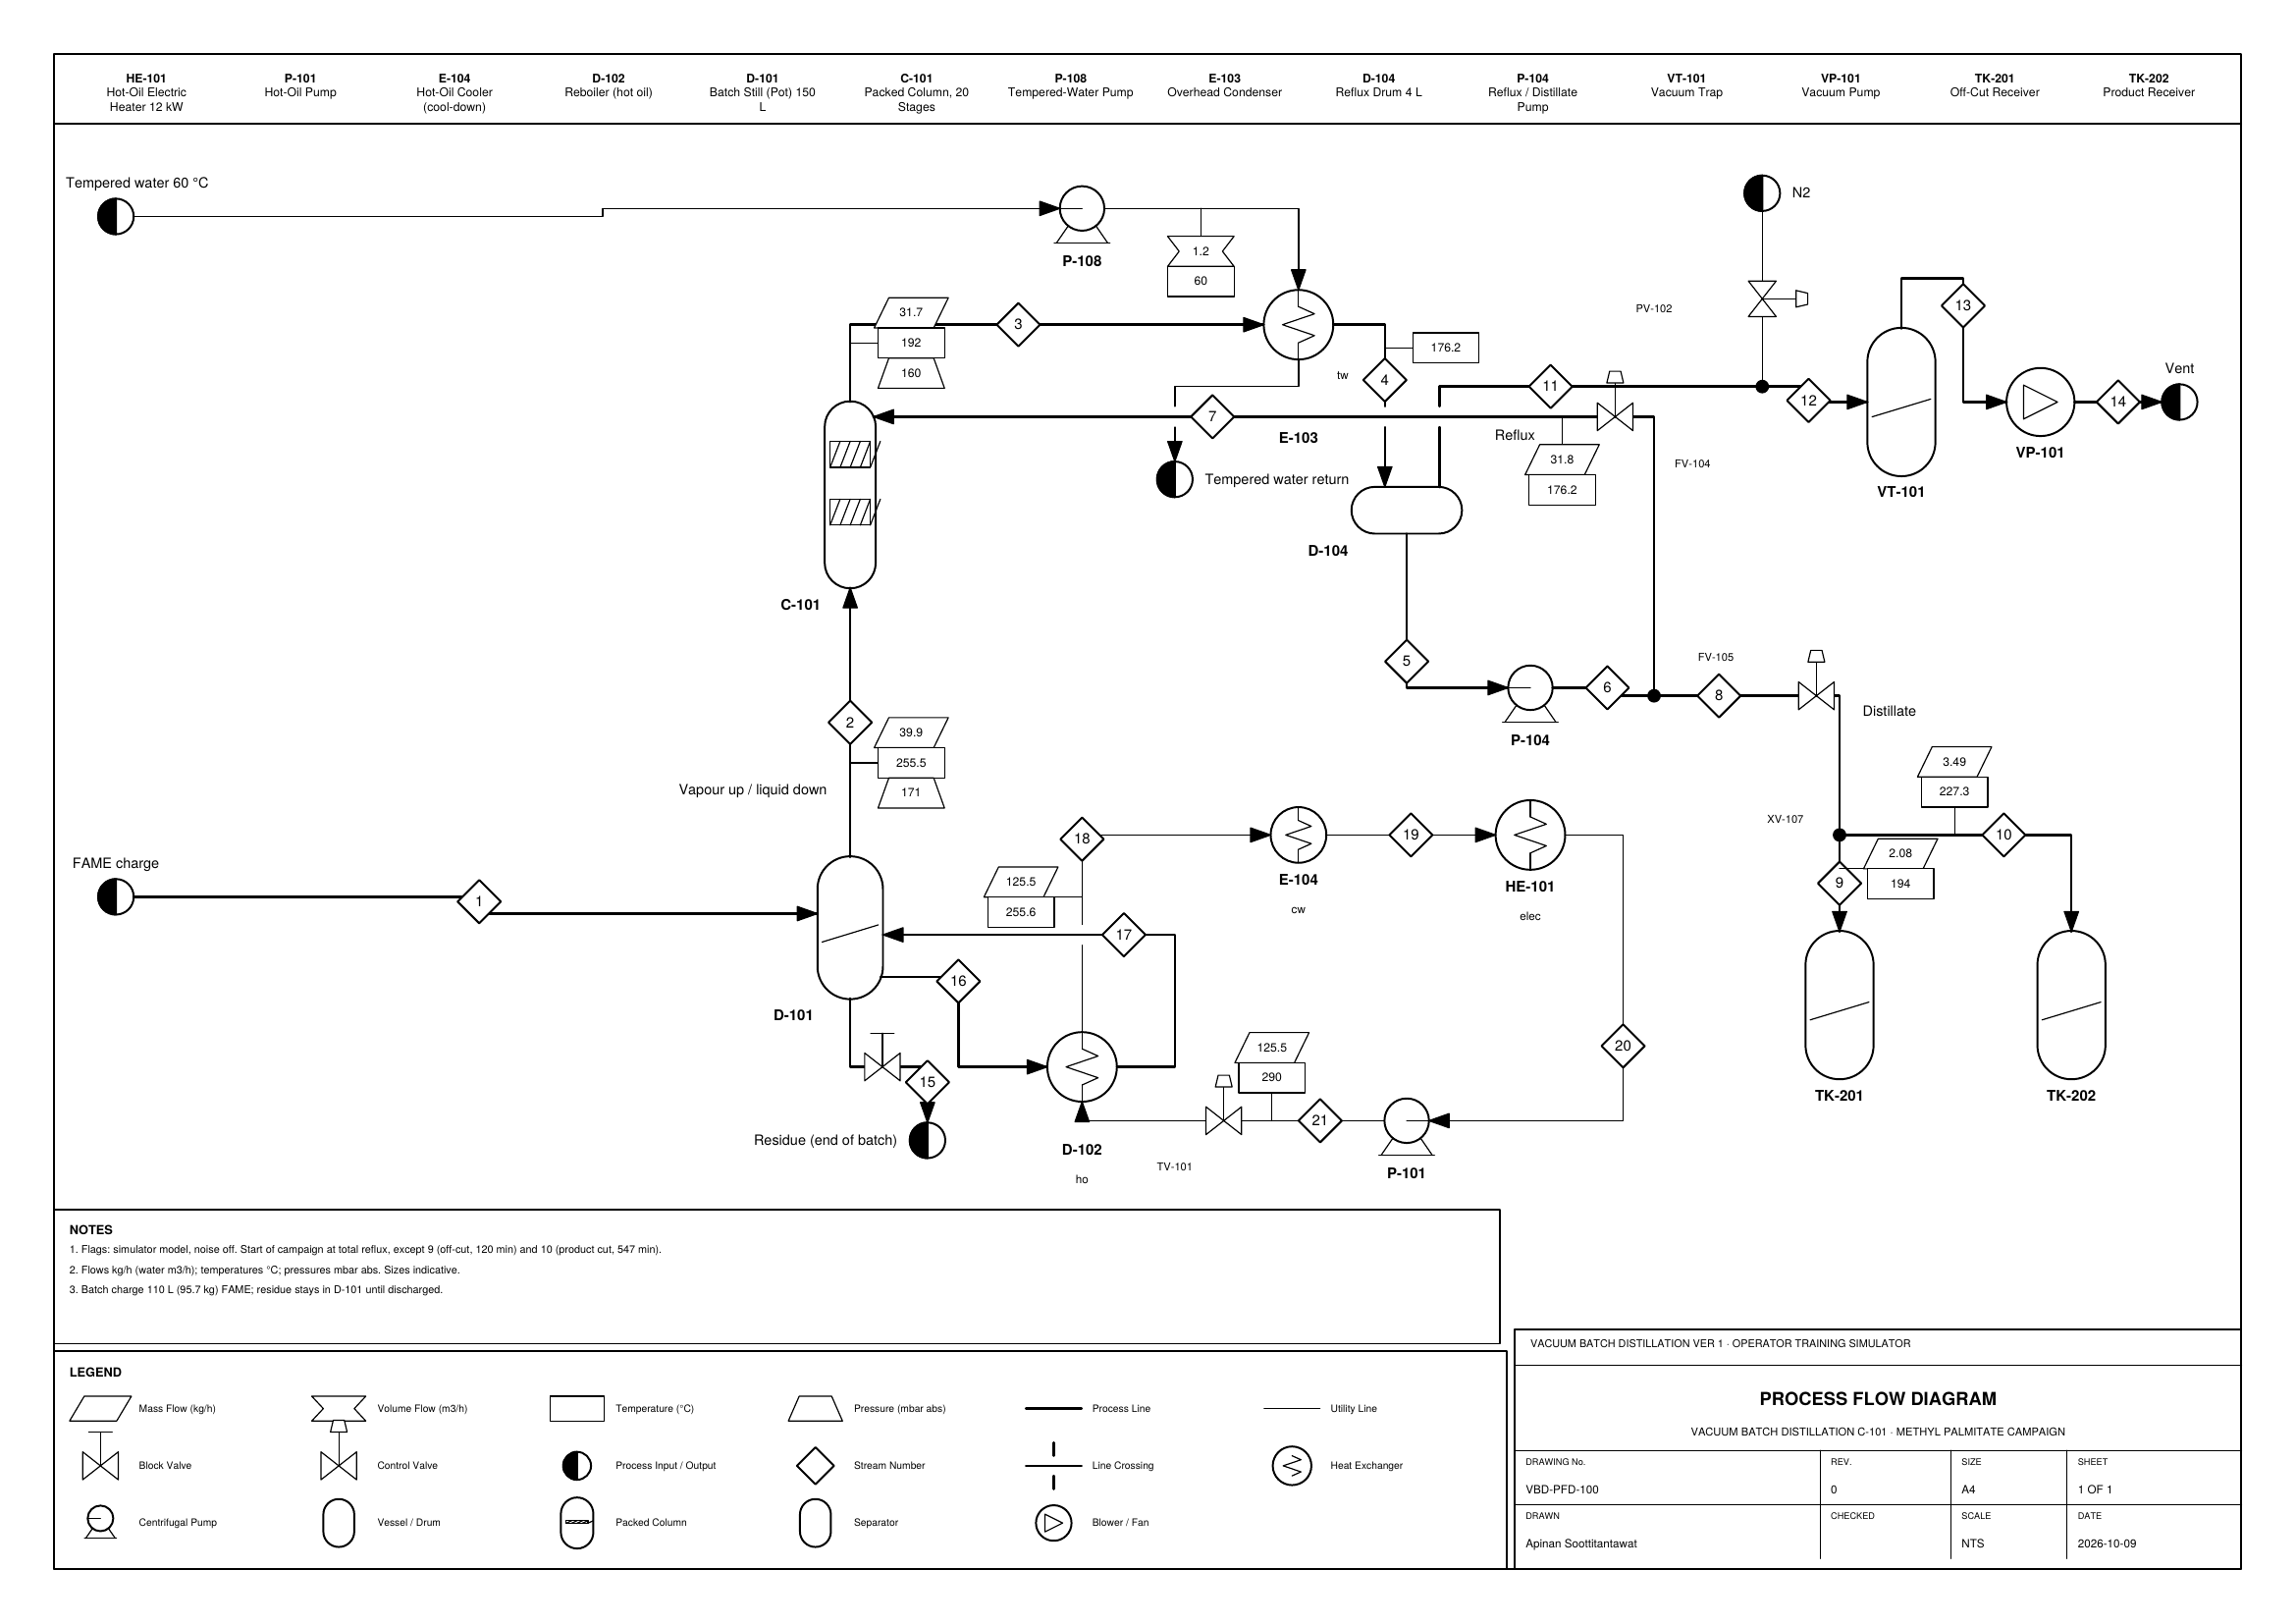 HE-101
Hot-Oil Electric
Heater 12 kW
P-101
Hot-Oil Pump
E-104
Hot-Oil Cooler
(cool-down)
D-102
Reboiler (hot oil)
D-101
Batch Still (Pot) 150
L
C-101
Packed Column, 20
Stages
P-108
Tempered-Water Pump
E-103
Overhead Condenser
D-104
Reflux Drum 4 L
P-104
Reflux / Distillate
Pump
VT-101
Vacuum Trap
VP-101
Vacuum Pump
TK-201
Off-Cut Receiver
TK-202
Product Receiver
Tempered water 60 °C
N2
P-108
1.2
60
31.7
192
160
3
PV-102
13
176.2
tw
4
11
12
Vent
14
7
E-103
Reflux
31.8
176.2
FV-104
VP-101
Tempered water return
VT-101
D-104
C-101
5
FV-105
6
8
P-104
Distillate
2
39.9
255.5
171
Vapour up / liquid down
3.49
227.3
XV-107
18
19
10
FAME charge
E-104
cw
HE-101
elec
2.08
194
9
125.5
255.6
1
17
16
D-101
15
125.5
290
20
TK-201
TK-202
21
Residue (end of batch)
D-102
ho
TV-101
P-101
NOTES
1. Flags: simulator model, noise off. Start of campaign at total reflux, except 9 (off-cut, 120 min) and 10 (product cut, 547 min).
2. Flows kg/h (water m3/h); temperatures °C; pressures mbar abs. Sizes indicative.
3. Batch charge 110 L (95.7 kg) FAME; residue stays in D-101 until discharged.
LEGEND
Mass Flow (kg/h)
Volume Flow (m3/h)
Temperature (°C)
Pressure (mbar abs)
Process Line
Utility Line
Block Valve
Control Valve
Process Input / Output
Stream Number
Line Crossing
Heat Exchanger
Centrifugal Pump
Vessel / Drum
Packed Column
Separator
Blower / Fan
VACUUM BATCH DISTILLATION VER 1 · OPERATOR TRAINING SIMULATOR
PROCESS FLOW DIAGRAM
VACUUM BATCH DISTILLATION C-101 · METHYL PALMITATE CAMPAIGN
DRAWING No.
VBD-PFD-100
REV.
0
SIZE
A4
SHEET
1 OF 1
DRAWN
Apinan Soottitantawat
CHECKED
SCALE
NTS
DATE
2026-10-09